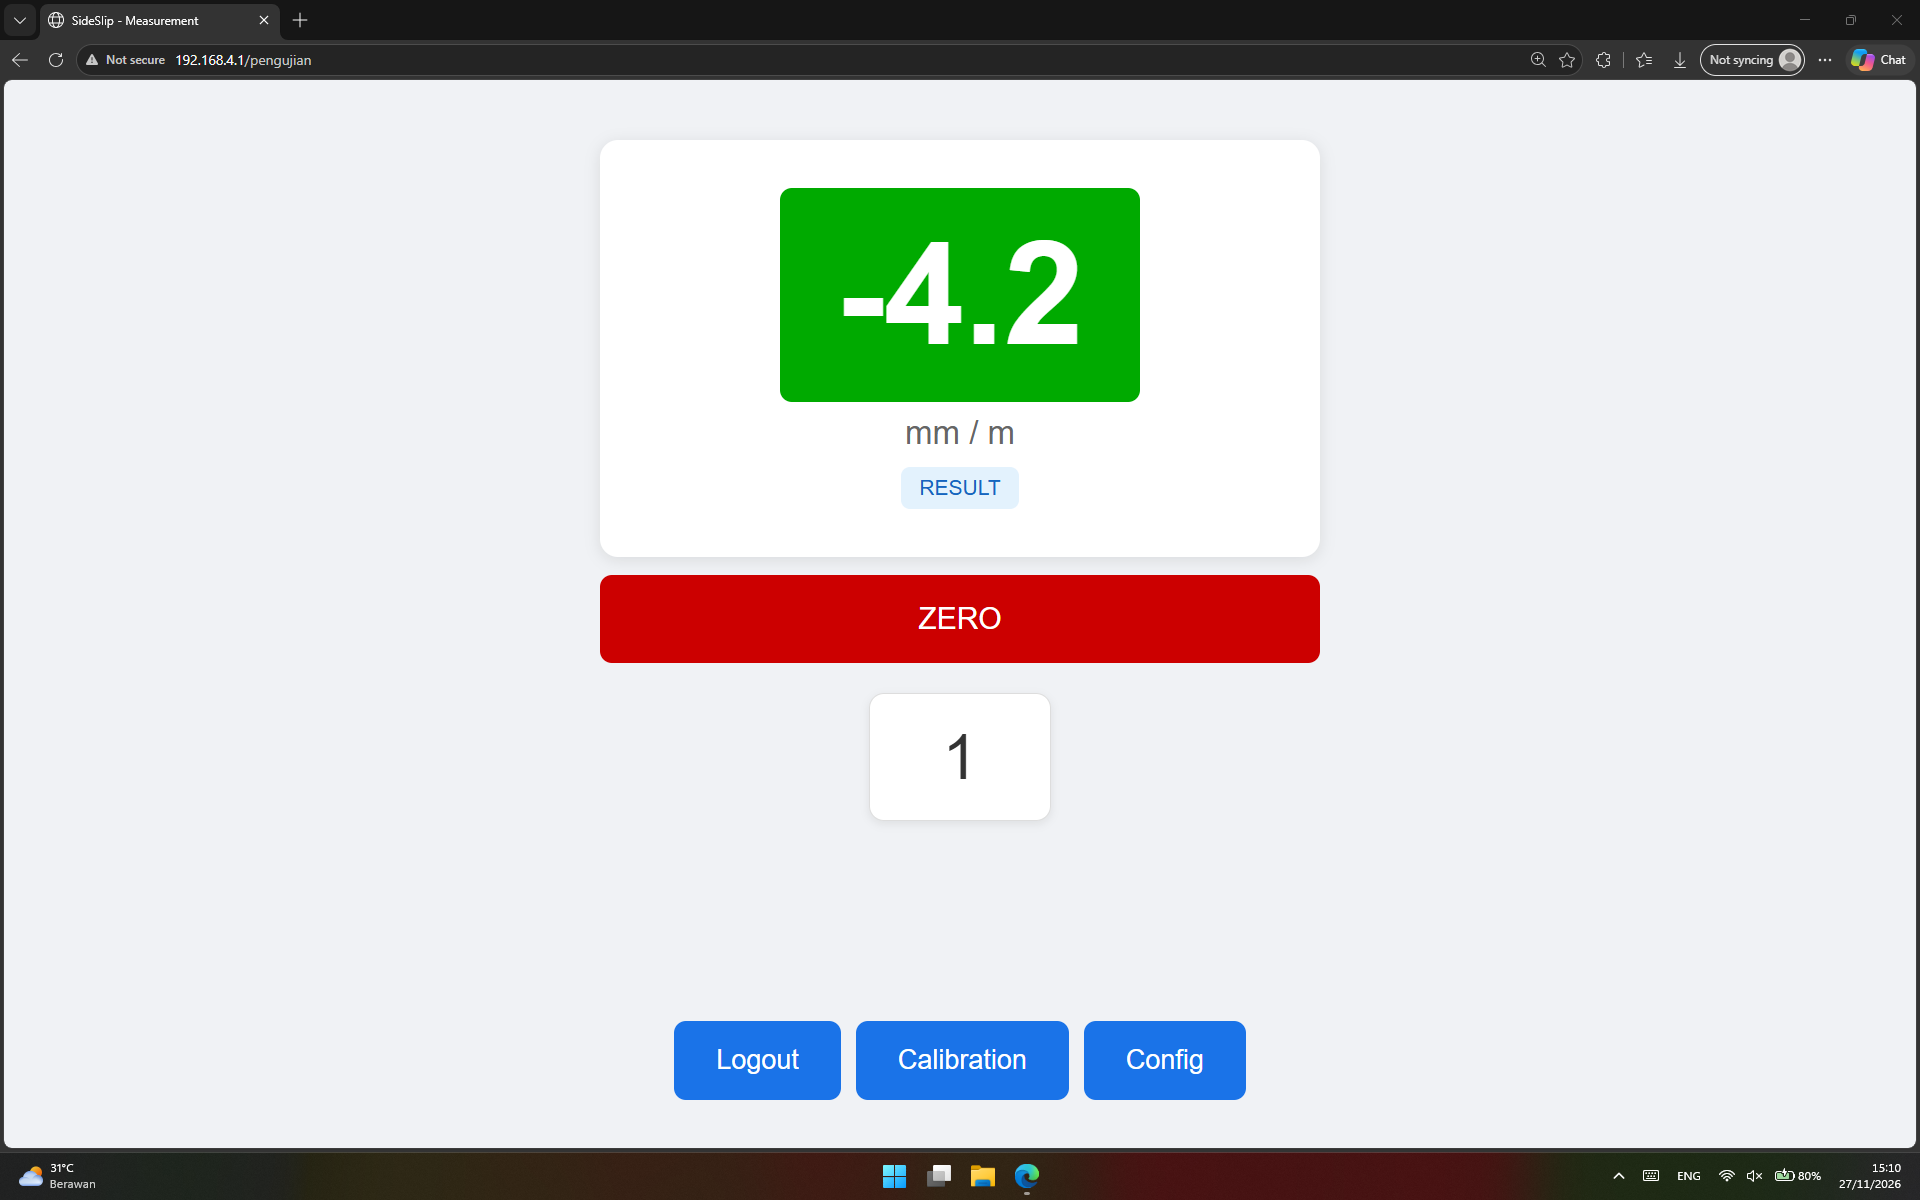 SideSlip - Measurement
Not secure 192.168.4.1/pengujian
Not syncing
Chat
-4.2
mm / m
RESULT
ZERO
1
Logout Calibration Config
31°C
Berawan
ENG
80%
15:10
27/11/2026